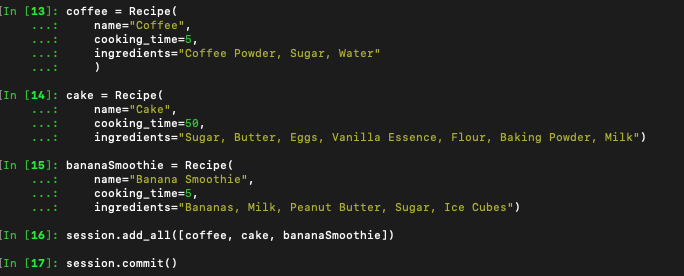 In [13]: coffee = Recipe(
    ...:     name="Coffee",
    ...:     cooking_time=5,
    ...:     ingredients="Coffee Powder, Sugar, Water"
    ...:     )
In [14]: cake = Recipe(
    ...:     name="Cake",
    ...:     cooking_time=50,
    ...:     ingredients="Sugar, Butter, Eggs, Vanilla Essence, Flour, Baking Powder, Milk")
In [15]: bananaSmoothie = Recipe(
    ...:     name="Banana Smoothie",
    ...:     cooking_time=5,
    ...:     ingredients="Bananas, Milk, Peanut Butter, Sugar, Ice Cubes")
In [16]: session.add_all([coffee, cake, bananaSmoothie])
In [17]: session.commit()